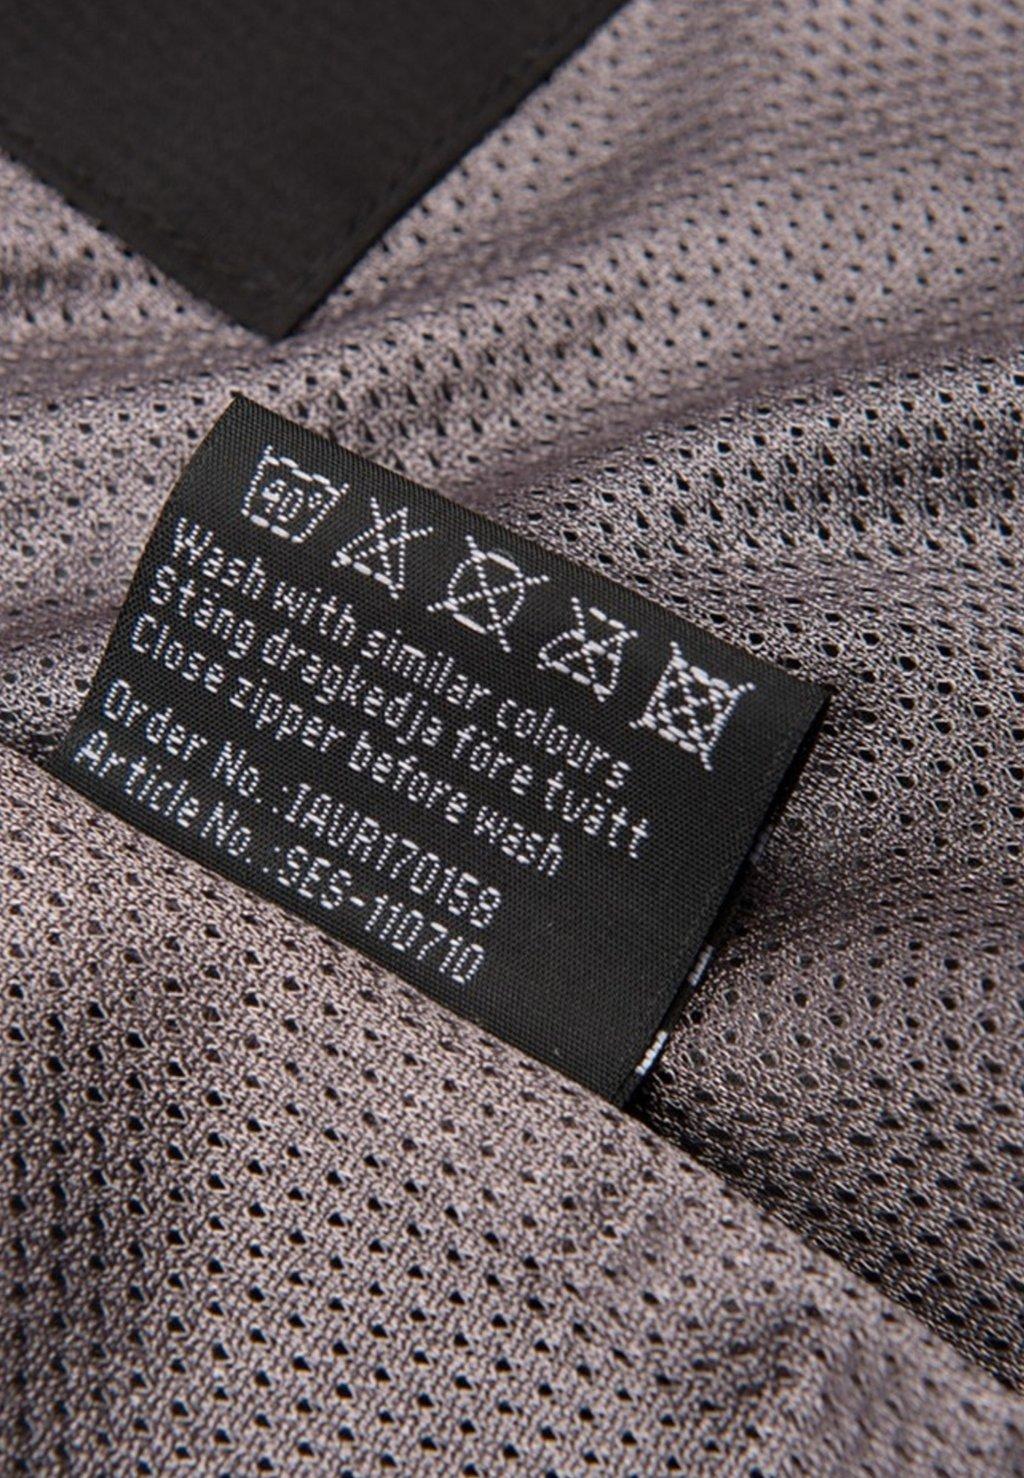 40°
Wash with similar colours
Stäng dragkedja före tvätt
Close zipper before wash
Order No.:1AUR170158
Article No.:SES-110710